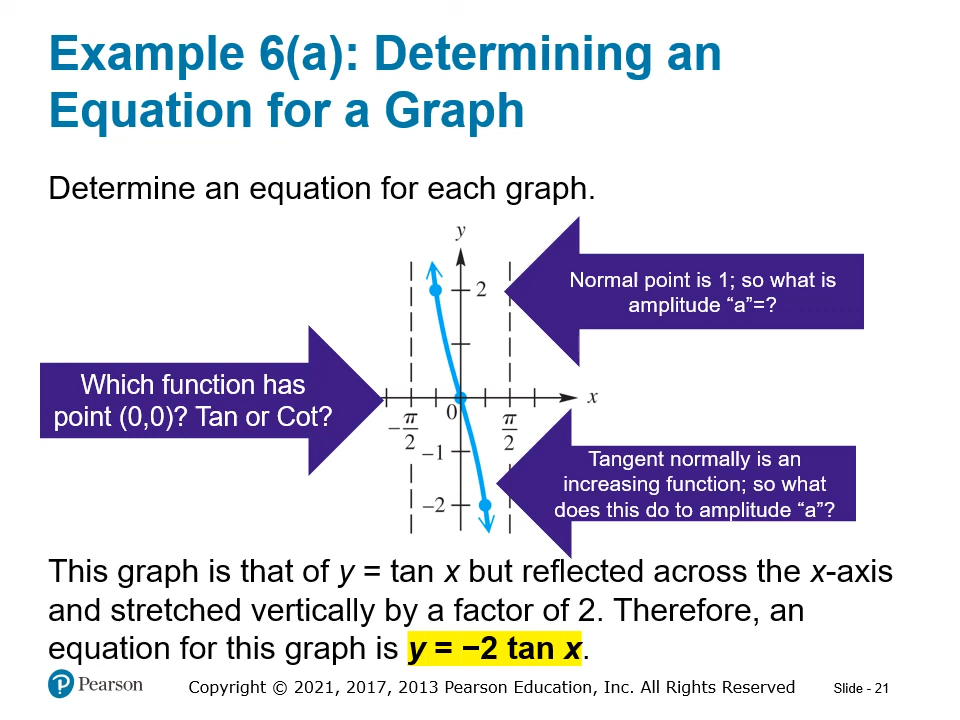 Example 6(a): Determining an
Equation for a Graph
Determine an equation for each graph.
y
2
Normal point is 1; so what is
amplitude “a”=?
Which function has
point (0,0)? Tan or Cot?
x
0
−π/2
π/2
−1
−2
Tangent normally is an
increasing function; so what
does this do to amplitude “a”?
This graph is that of y = tan x but reflected across the x-axis
and stretched vertically by a factor of 2. Therefore, an
equation for this graph is y = −2 tan x.
P Pearson
Copyright © 2021, 2017, 2013 Pearson Education, Inc. All Rights Reserved
Slide - 21